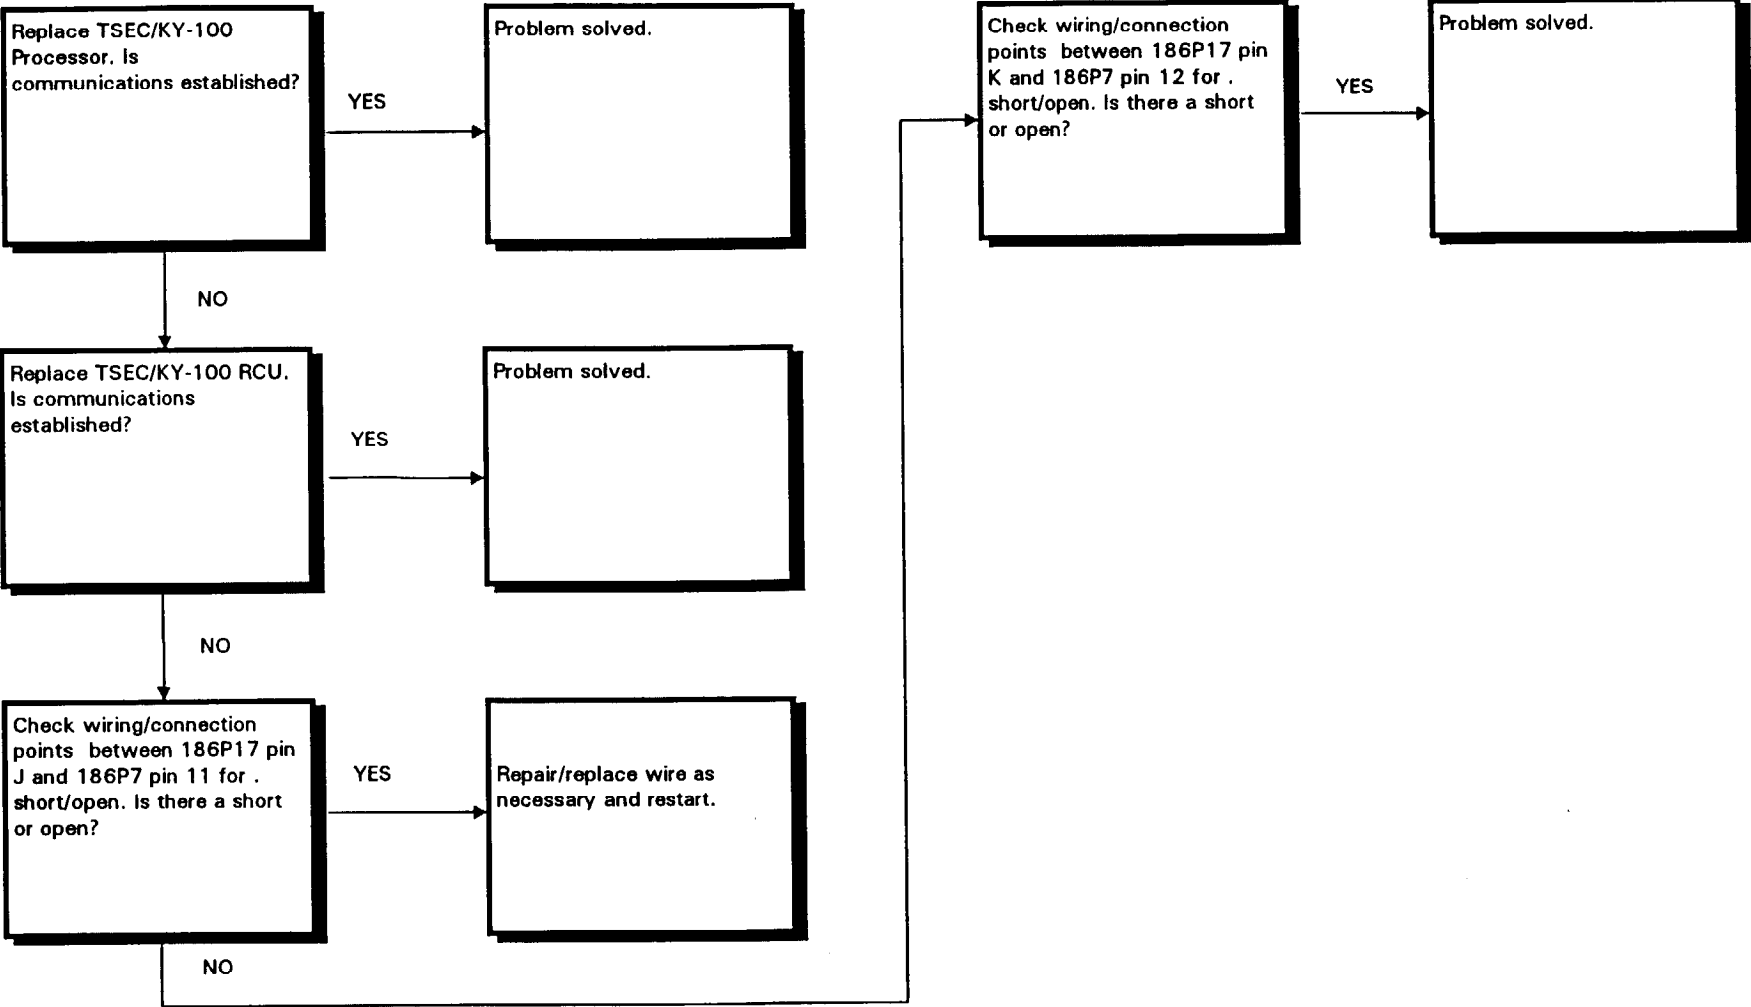 Replace TSEC/KY-100
Processor. Is
communications established?
YES
Problem solved.
NO
Replace TSEC/KY-100 RCU.
Is communications
established?
YES
Problem solved.
NO
Check wiring/connection
points between 186P17 pin
J and 186P7 pin 11 for .
short/open. Is there a short
or open?
YES
Repair/replace wire as
necessary and restart.
NO
Check wiring/connection
points between 186P17 pin
K and 186P7 pin 12 for .
short/open. Is there a short
or open?
YES
Problem solved.